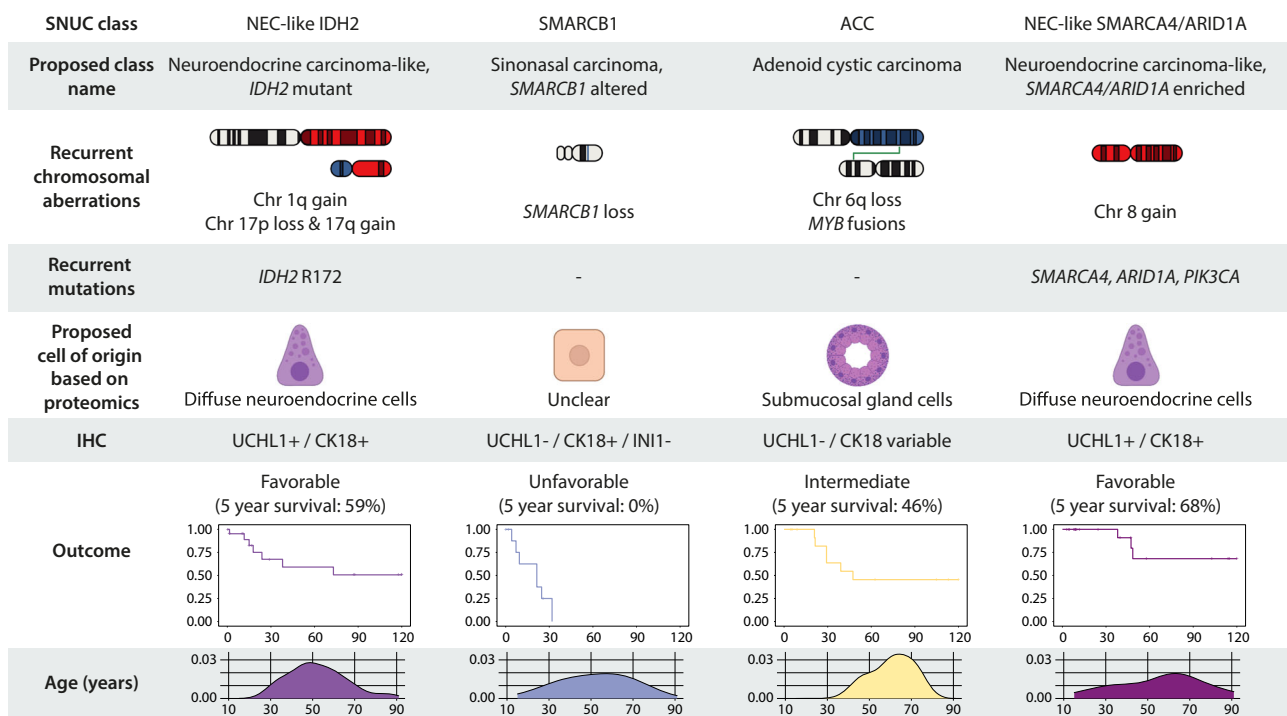 SNUC class NEC-like IDH2 SMARCB1 ACC NEC-like SMARCA4/ARID1A
Proposed class name
Neuroendocrine carcinoma-like, IDH2 mutant
Sinonasal carcinoma, SMARCB1 altered
Adenoid cystic carcinoma
Neuroendocrine carcinoma-like, SMARCA4/ARID1A enriched
Recurrent
chromosomal
aberrations
Chr 1q gain
Chr 17p loss & 17q gain
SMARCB1 loss
Chr 6q loss
MYB fusions
Chr 8 gain
Recurrent
mutations
IDH2 R172
-
-
SMARCA4, ARID1A, PIK3CA
Proposed
cell of origin
based on
proteomics
Diffuse neuroendocrine cells
Unclear
Submucosal gland cells
Diffuse neuroendocrine cells
IHC
UCHL1+ / CK18+
UCHL1- / CK18+ / INI1-
UCHL1- / CK18 variable
UCHL1+ / CK18+
Outcome
Favorable
(5 year survival: 59%)
1.00
0.75
0.50
0.25
0.00
0 30 60 90 120
Unfavorable
(5 year survival: 0%)
1.00
0.75
0.50
0.25
0.00
0 30 60 90 120
Intermediate
(5 year survival: 46%)
1.00
0.75
0.50
0.25
0.00
0 30 60 90 120
Favorable
(5 year survival: 68%)
1.00
0.75
0.50
0.25
0.00
0 30 60 90 120
Age (years)
0.03
0.00
10 30 50 70 90
0.03
0.00
10 30 50 70 90
0.03
0.00
10 30 50 70 90
0.03
0.00
10 30 50 70 90